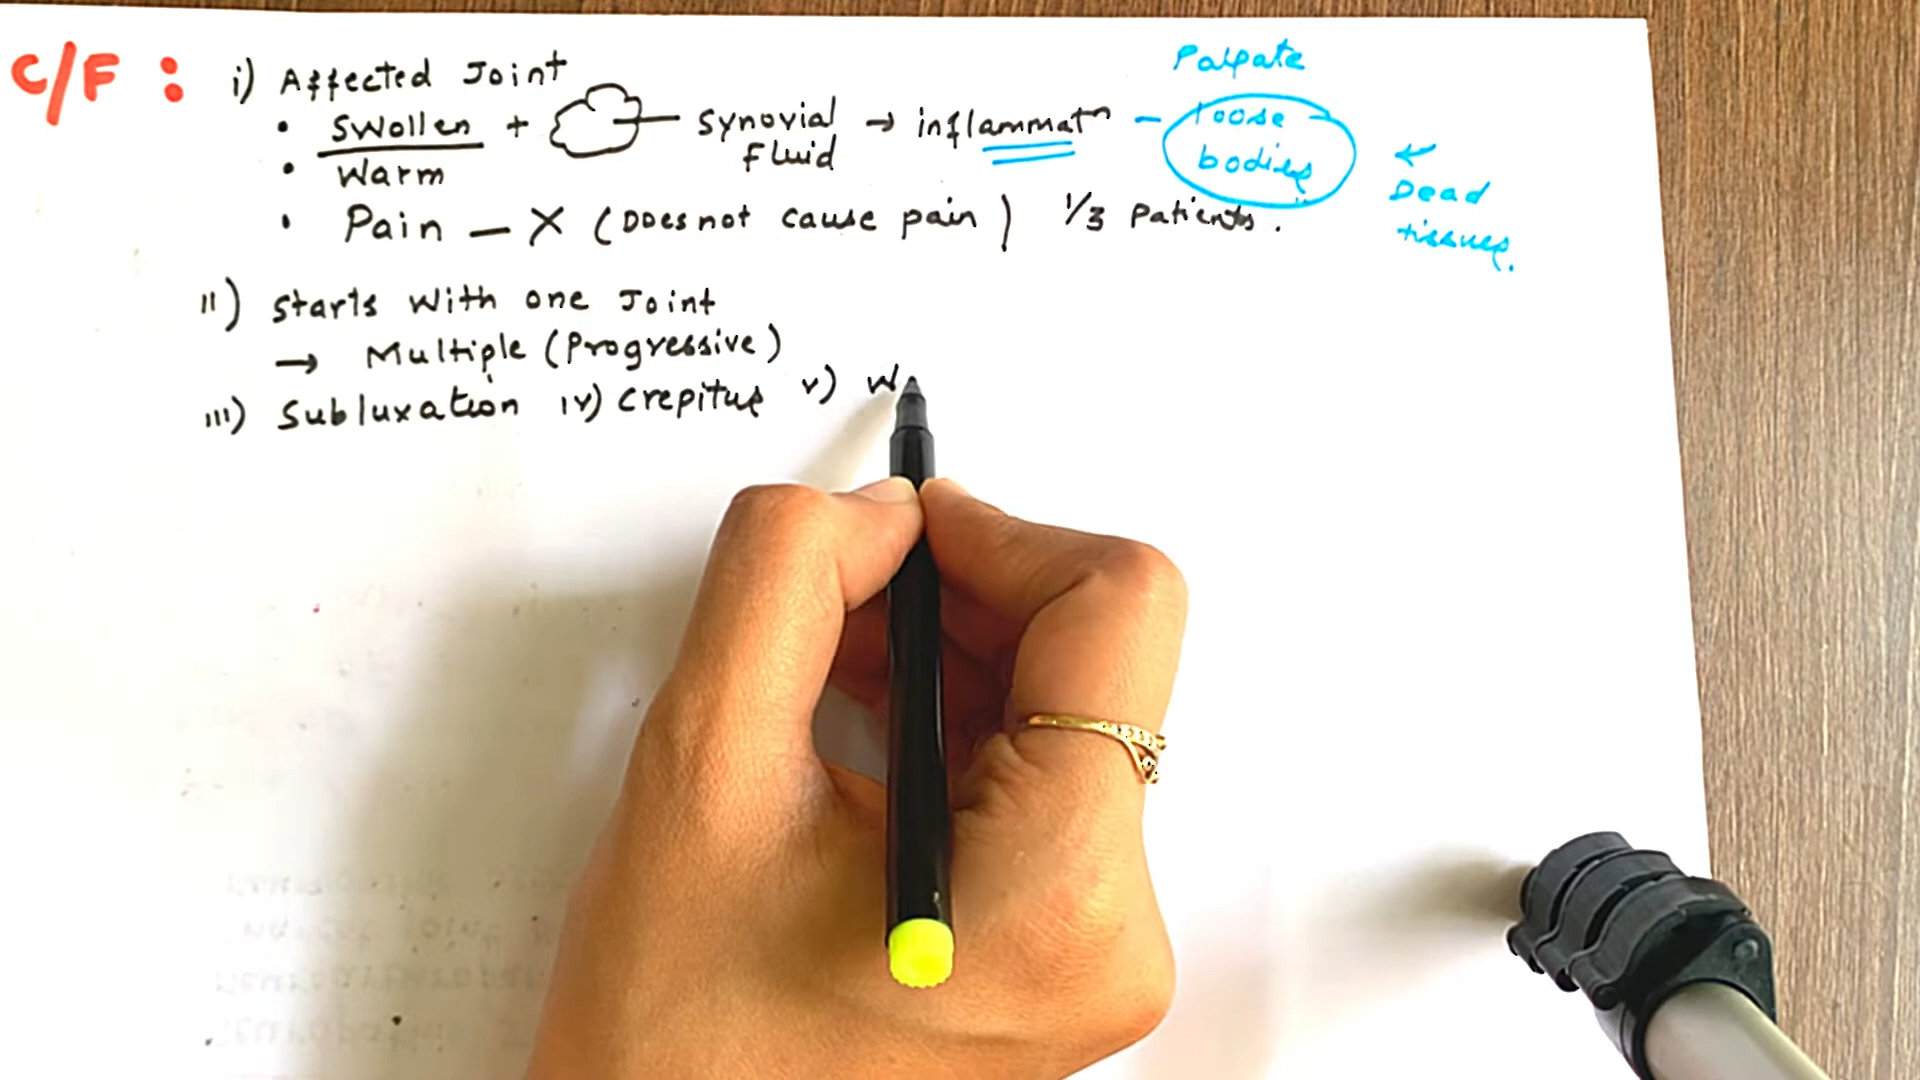 C/F :
i) Affected Joint
• Swollen + synovial fluid → inflammatn - loose bodies
Palpate
← Dead tissues.
• Warm
• Pain - X (Does not cause pain) 1/3 patients.
ii) starts with one Joint
→ Multiple (Progressive)
iii) Subluxation iv) Crepitus v) W